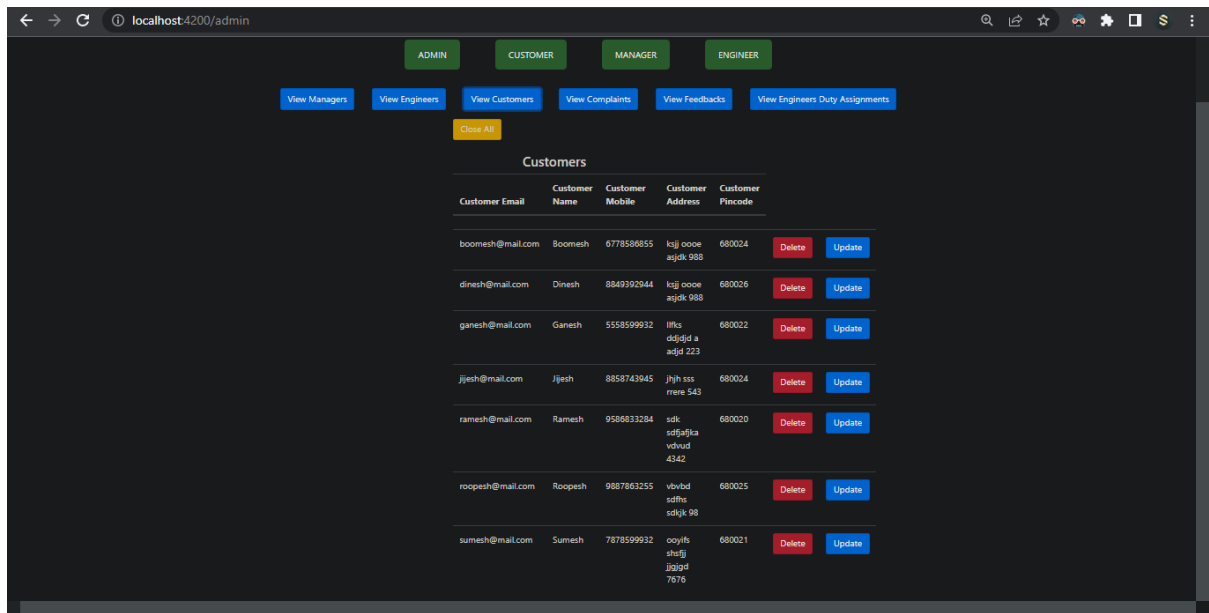 localhost:4200/admin
S
ADMIN CUSTOMER MANAGER ENGINEER
View Managers View Engineers View Customers View Complaints View Feedbacks View Engineers Duty Assignments
Close All
Customers
Customer Email Customer Name Customer Mobile Customer Address Customer Pincode
boomesh@mail.com Boomesh 6778586855 ksjj oooe 680024 Delete Update
asjdk 988
dinesh@mail.com Dinesh 8849392944 ksjj oooe 680026 Delete Update
asjdk 988
ganesh@mail.com Ganesh 5558599932 llfks 680022 Delete Update
ddjdjd a
adjd 223
jijesh@mail.com Jijesh 8858743945 jhjh sss 680024 Delete Update
rrere 543
ramesh@mail.com Ramesh 9586833284 sdk 680020 Delete Update
sdfjafjka
vdvud
4342
roopesh@mail.com Roopesh 9887863255 vbvbd 680025 Delete Update
sdfhs
sdkjk 98
sumesh@mail.com Sumesh 7878599932 ooyifs 680021 Delete Update
shsfjj
jjgjgd
7676